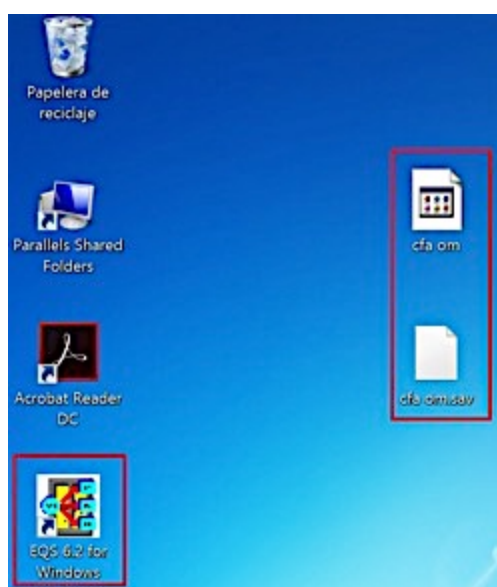 Papelera de
reciclaje
Parallels Shared
Folders
Acrobat Reader
DC
EQS 6.2 for
Windows
cfa om
cfa om.sav